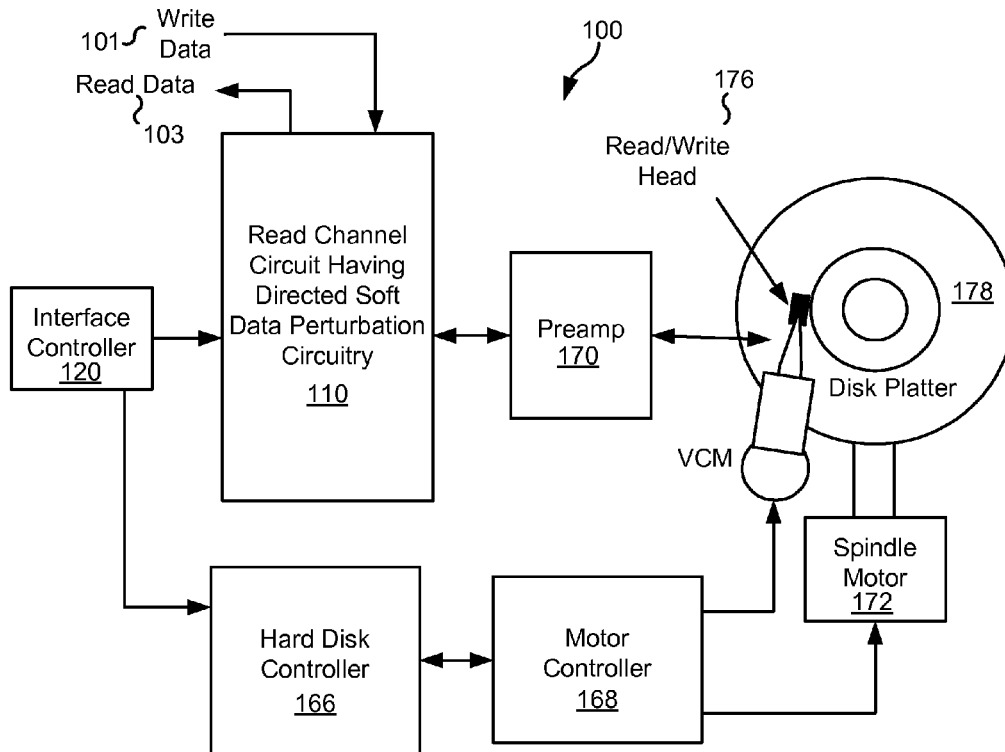 101
Write
Data
Read Data
103
100
176
Read/Write
Head
Read Channel
Circuit Having
Directed Soft
Data Perturbation
Circuitry
110
Interface
Controller
120
Preamp
170
178
Disk Platter
VCM
Spindle
Motor
172
Hard Disk
Controller
166
Motor
Controller
168